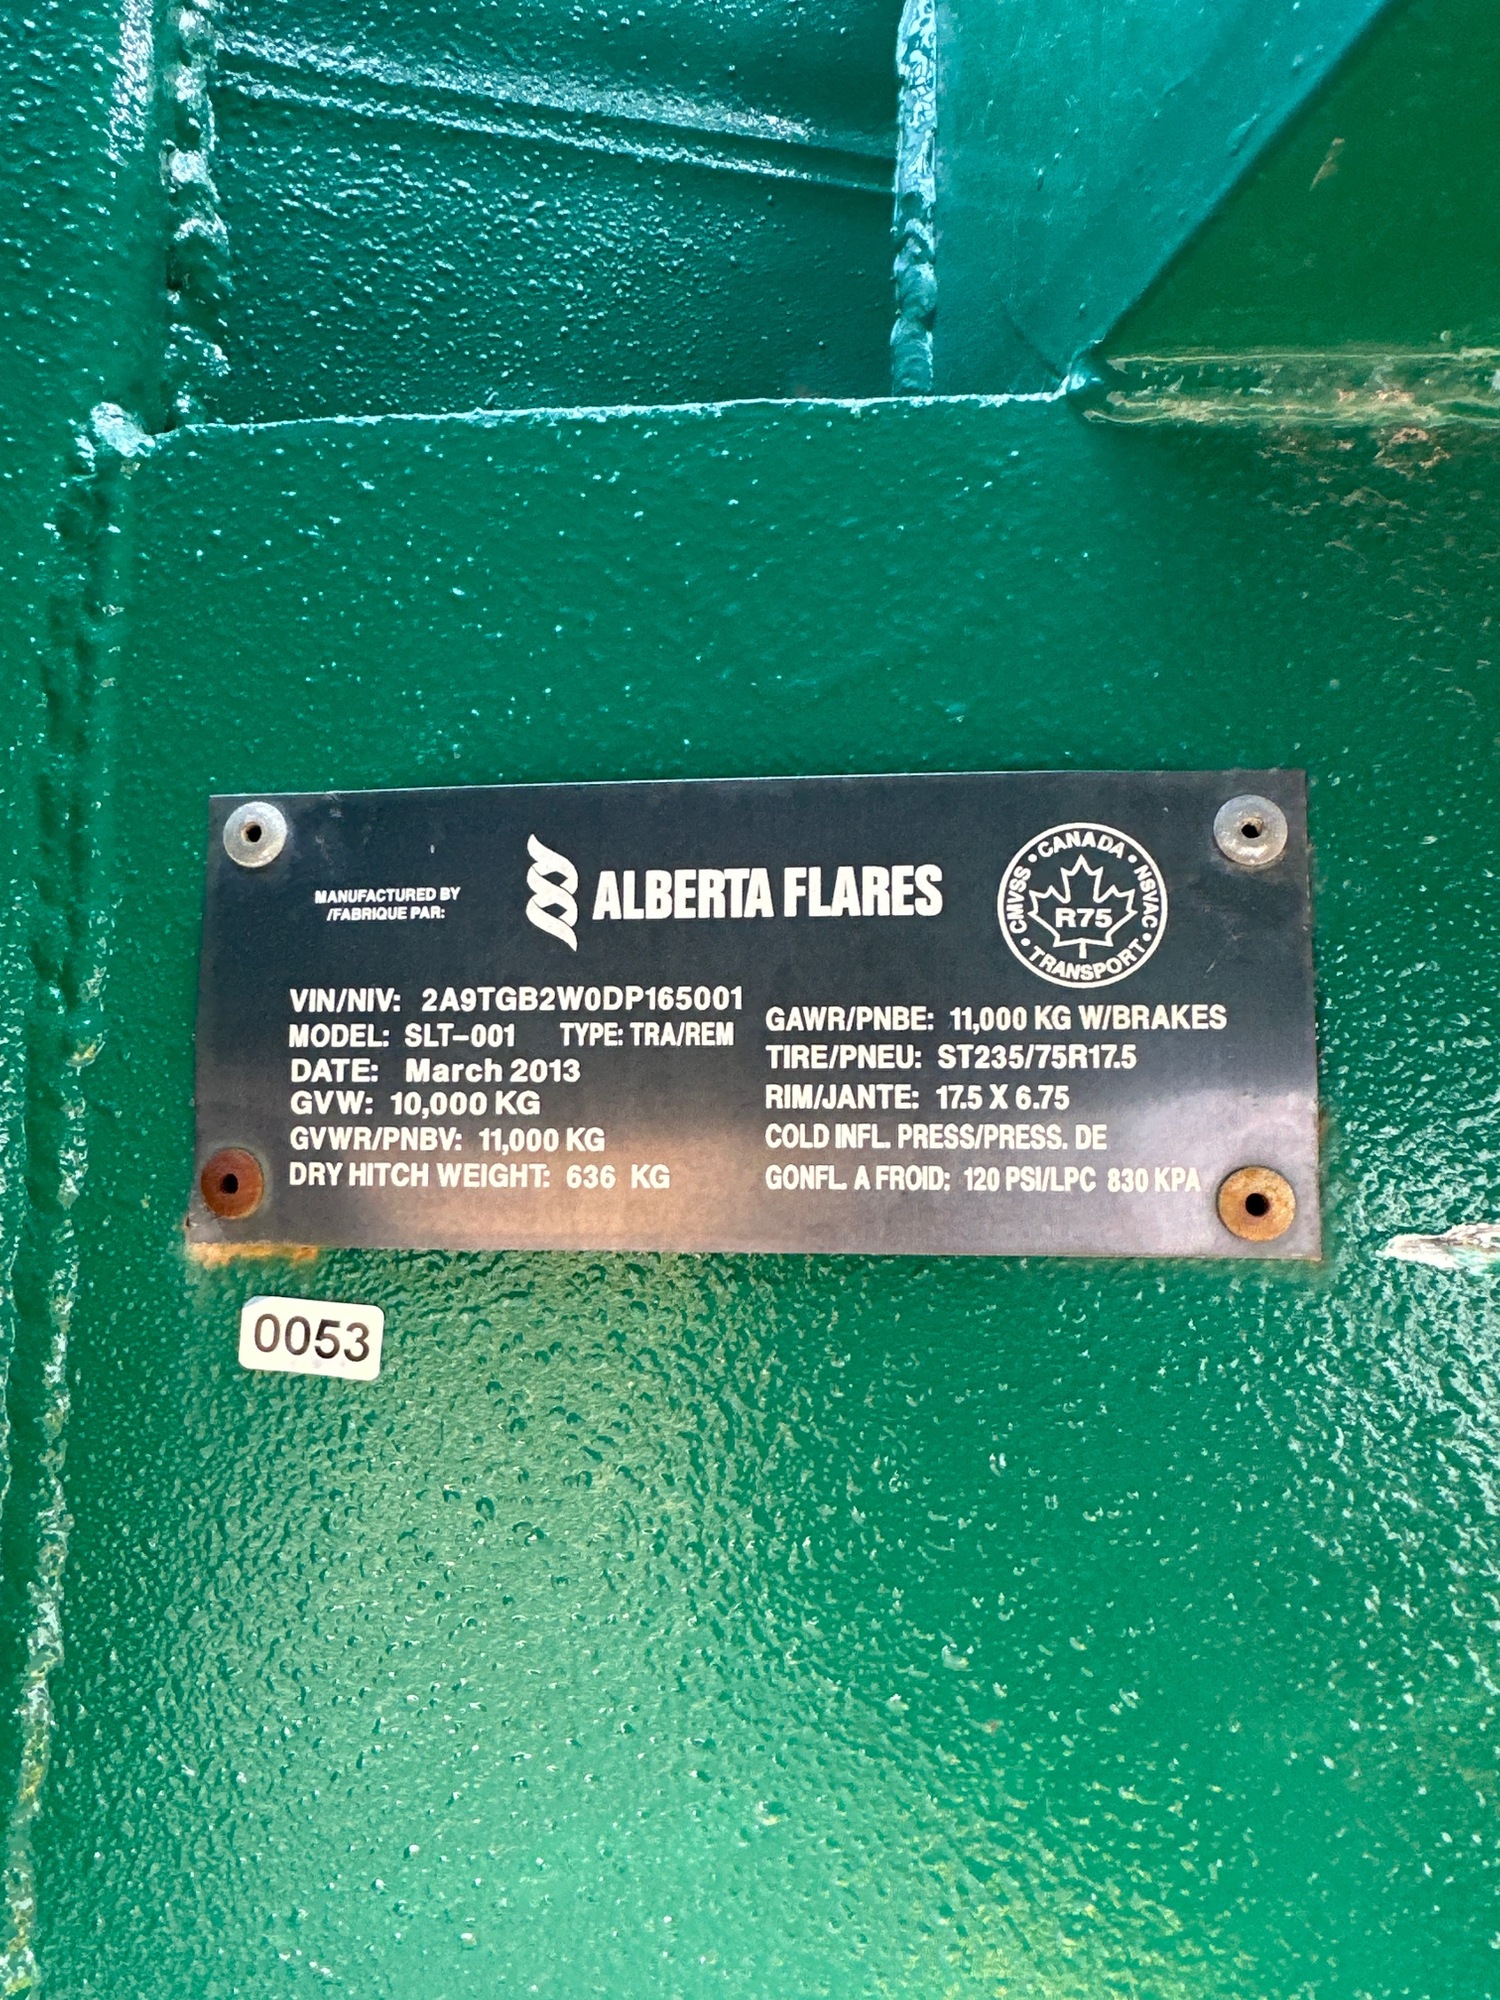 MANUFACTURED BY
/FABRIQUE PAR:
ALBERTA FLARES
CMVSS • CANADA • NSVAC • TRANSPORT •
R75
VIN/NIV: 2A9TGB2W0DP165001
MODEL: SLT-001 TYPE: TRA/REM
DATE: March 2013
GVW: 10,000 KG
GVWR/PNBV: 11,000 KG
DRY HITCH WEIGHT: 636 KG
GAWR/PNBE: 11,000 KG W/BRAKES
TIRE/PNEU: ST235/75R17.5
RIM/JANTE: 17.5 X 6.75
COLD INFL. PRESS/PRESS. DE
GONFL. A FROID: 120 PSI/LPC 830 KPA
0053